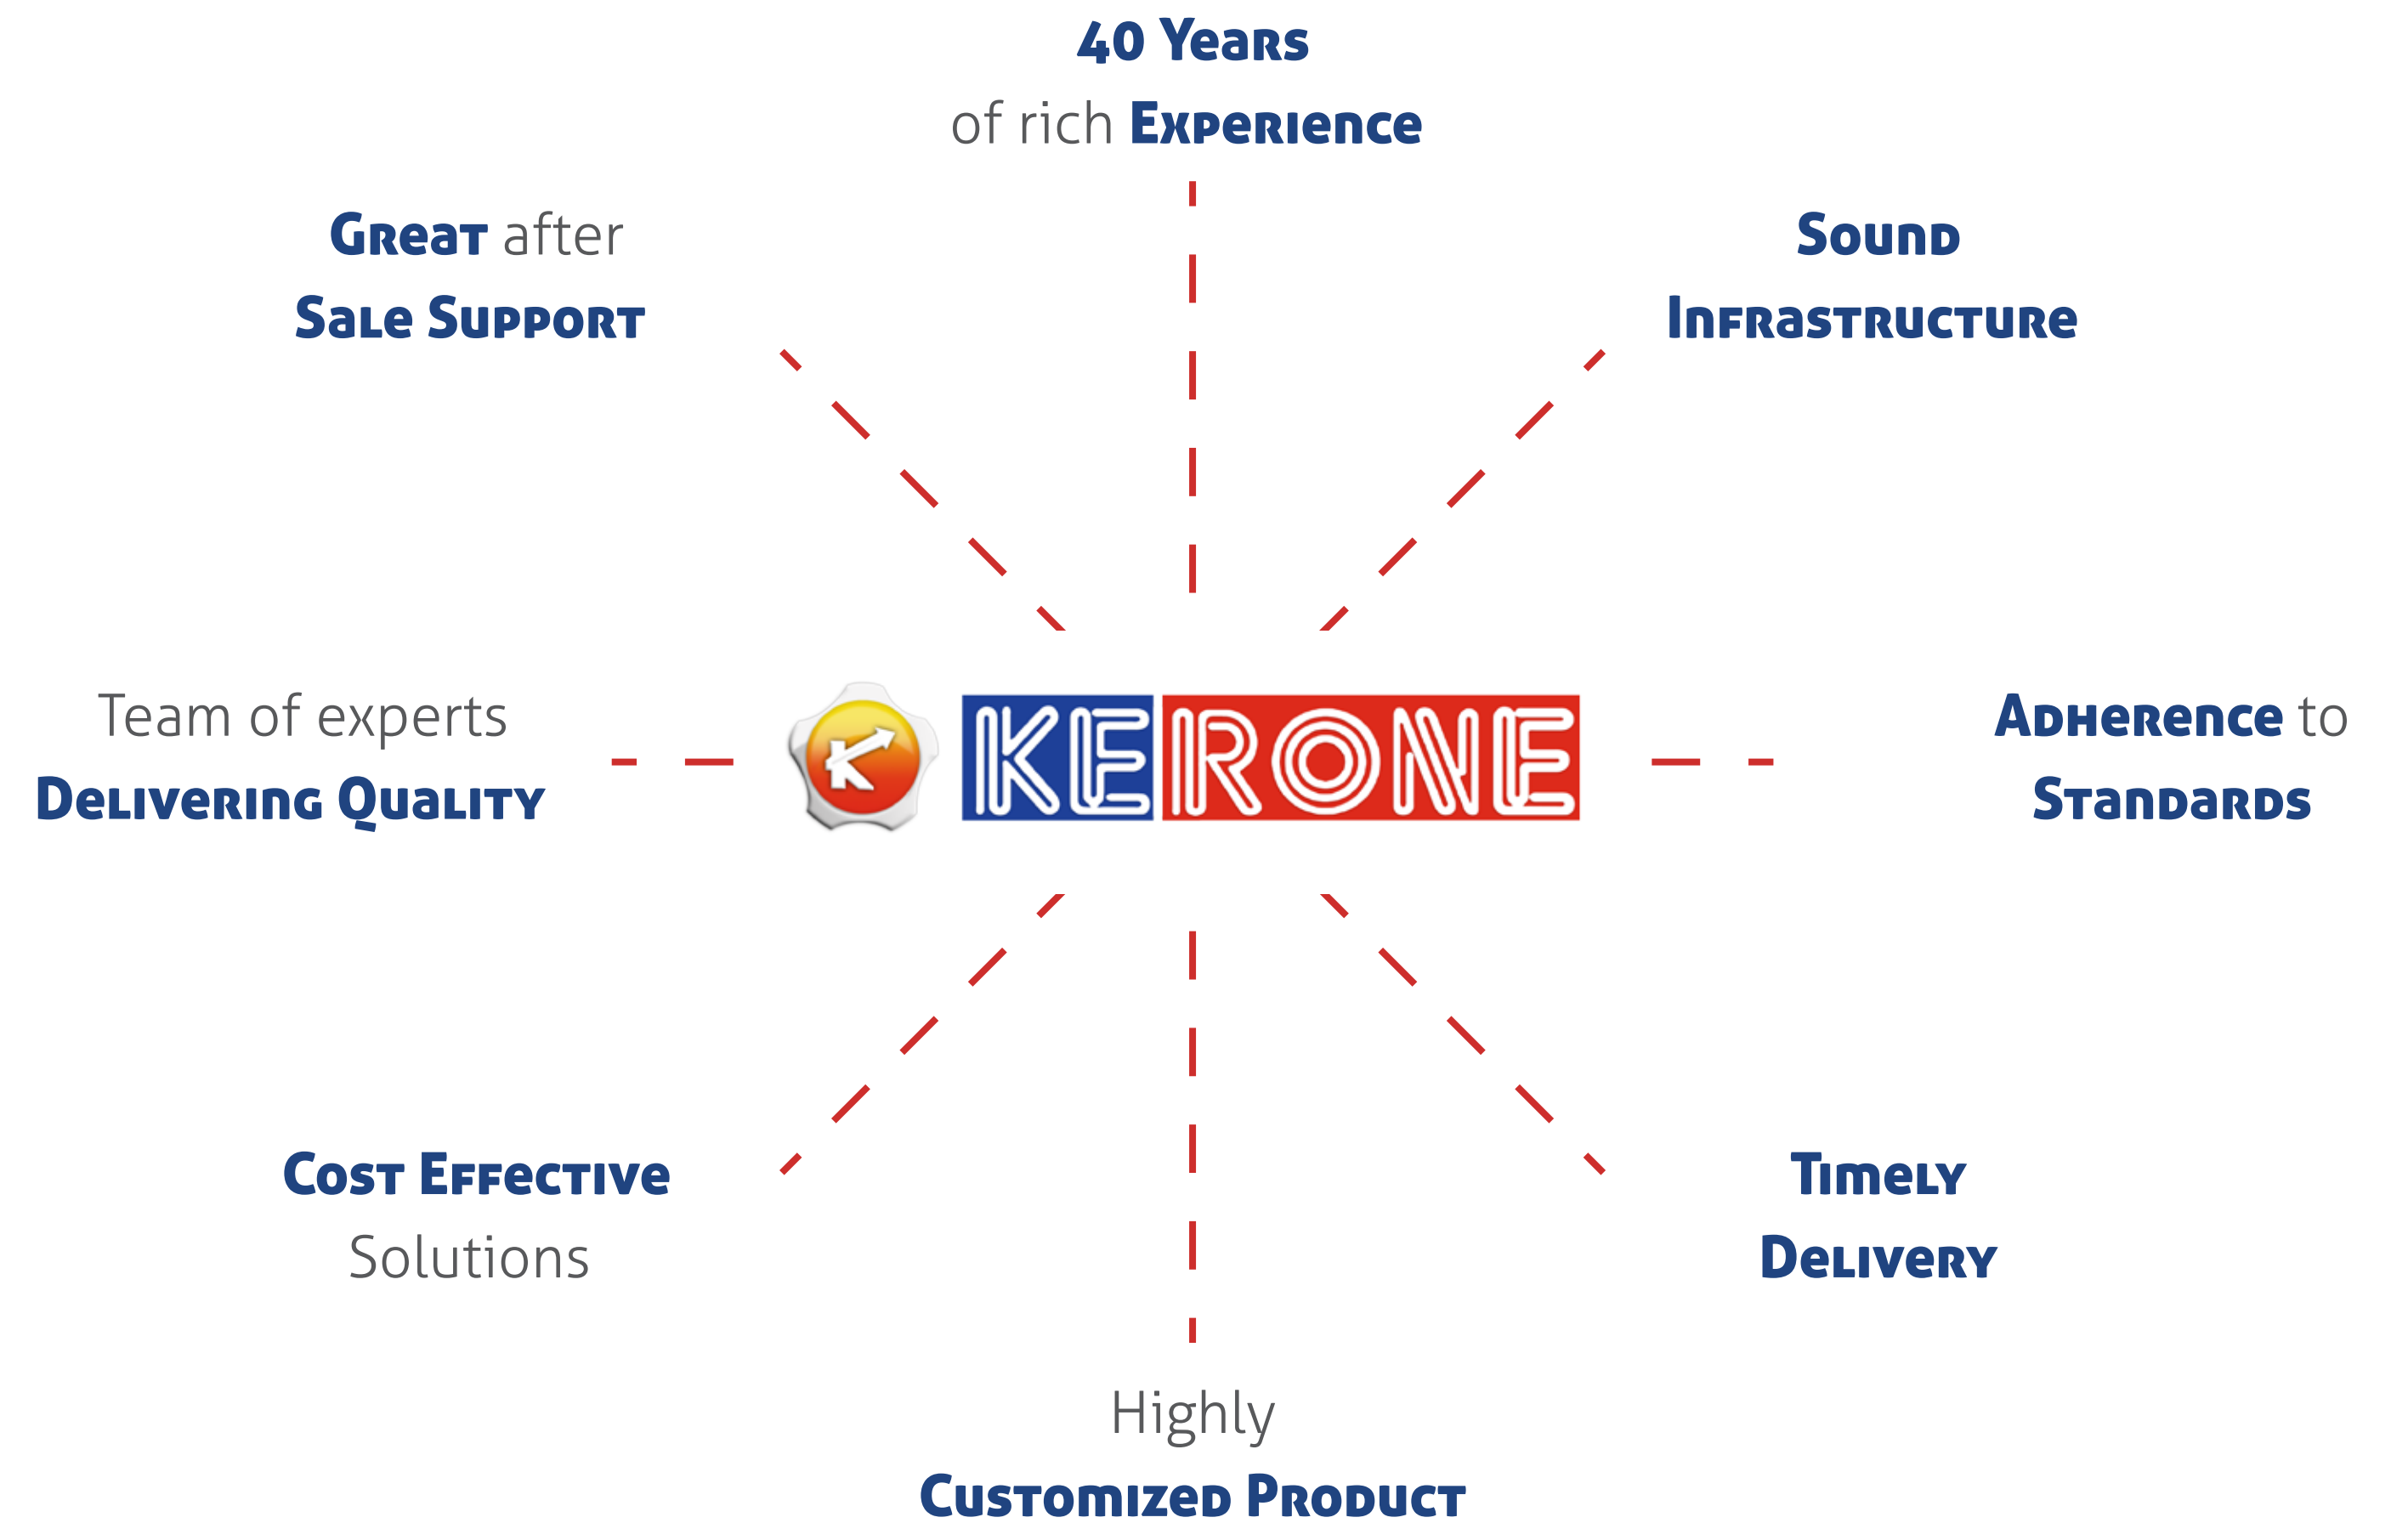 40 Years
of rich Experience
Great after
Sale Support
Sound
Infrastructure
Team of experts
Delivering Quality
K
KERONE
Adherence to
Standards
Cost Effective
Solutions
Timely
Delivery
Highly
Customized Product